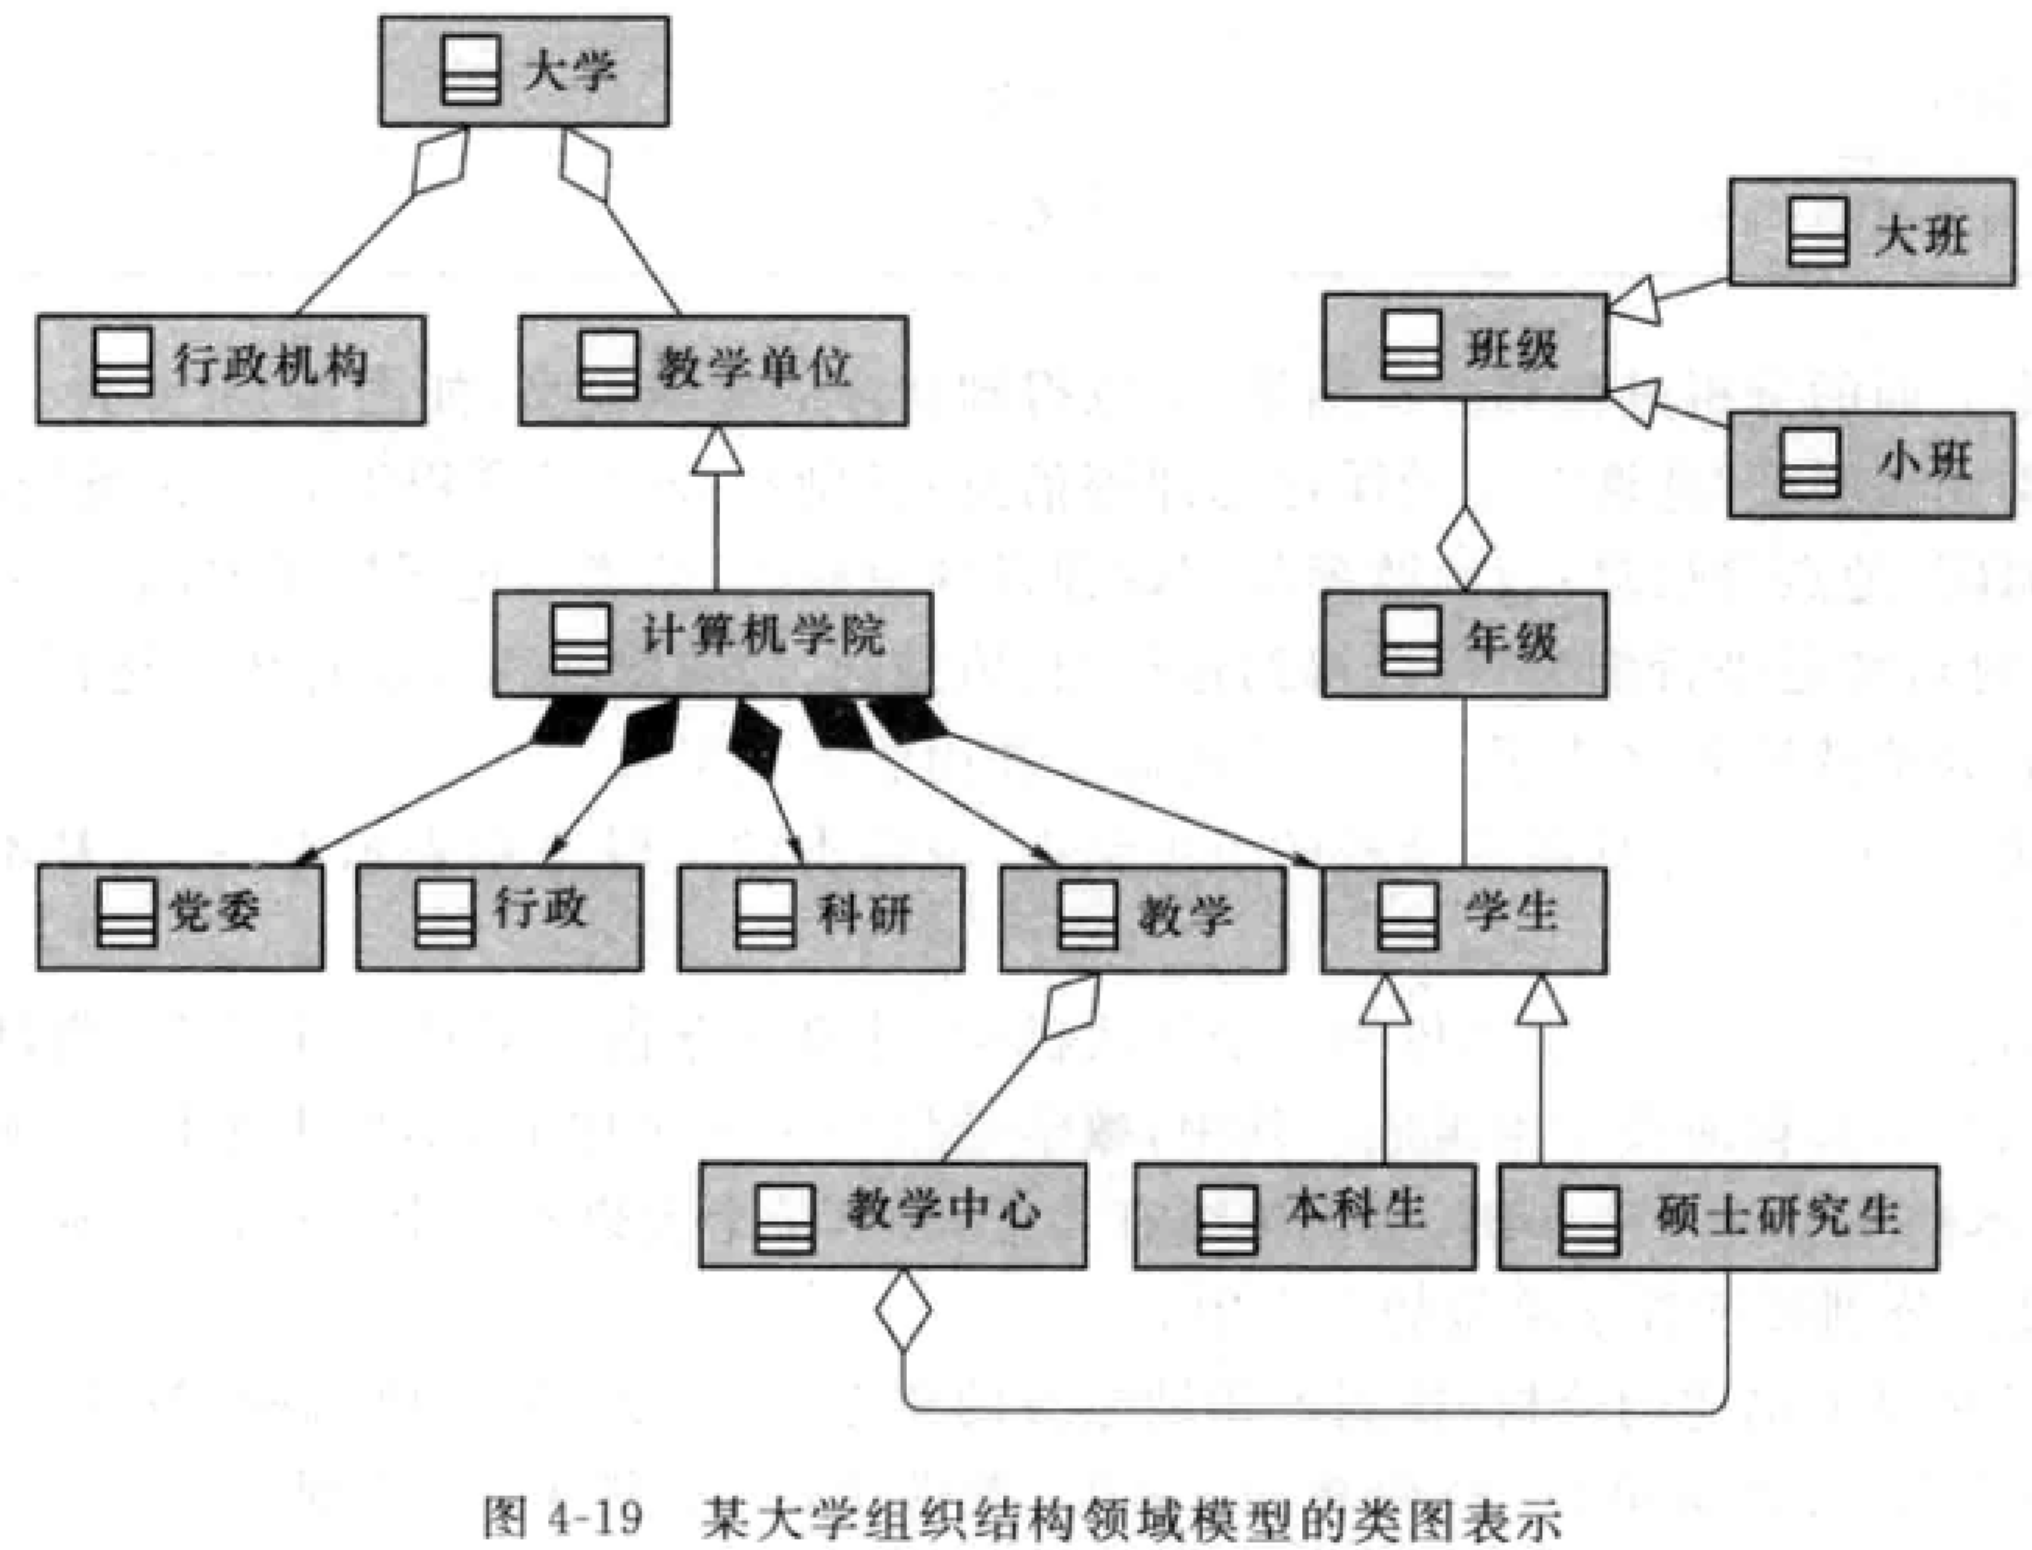 大学
大班
班级
行政机构
教学单位
小班
计算机学院
年级
党委
行政
科研
教学
学生
教学中心
本科生
硕士研究生
图 4-19 某大学组织结构领域模型的类图表示